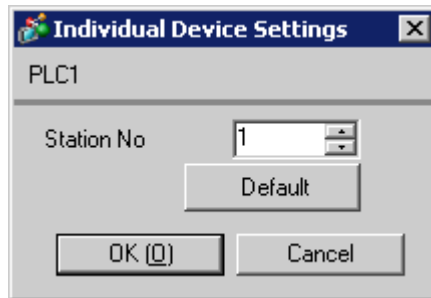 Individual Device Settings
PLC1
Station No 1
Default
OK (O) Cancel